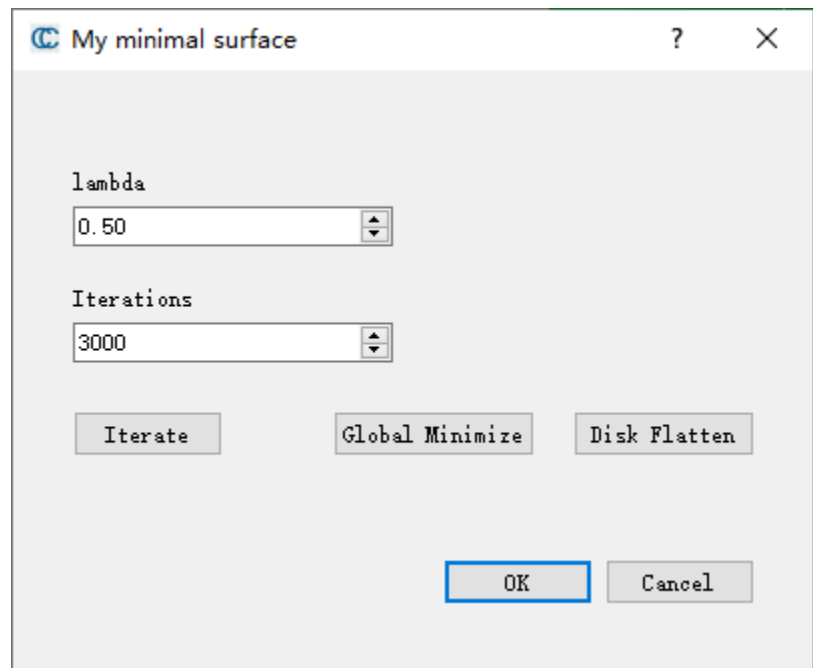 My minimal surface
lambda
0.50
Iterations
3000
Iterate Global Minimize Disk Flatten
OK Cancel